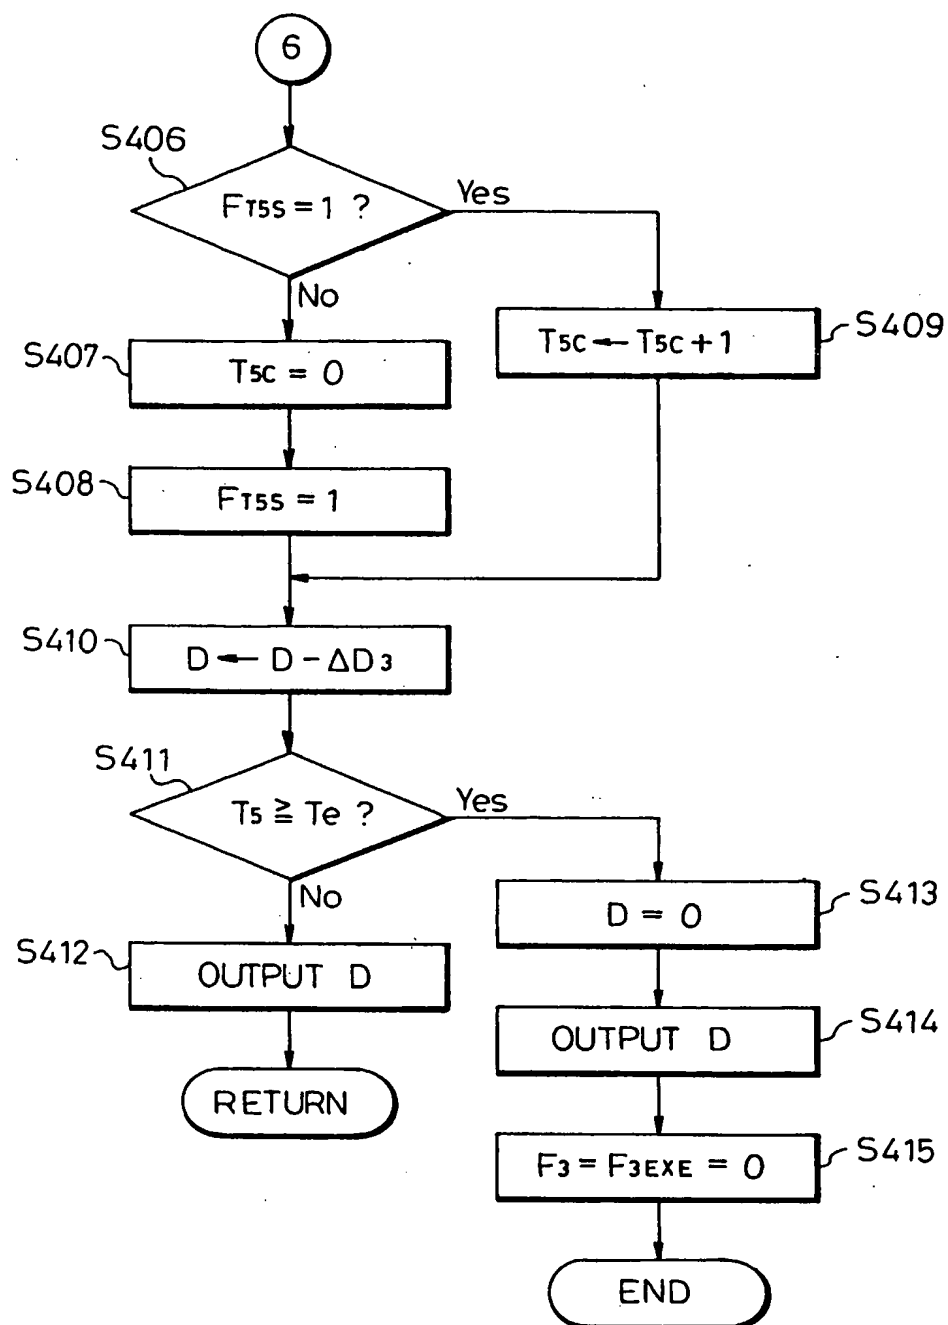 6
S406
FT5S = 1 ?
Yes
No
S407
T5C = 0
T5C ← T5C + 1
S409
S408
FT5S = 1
S410
D ← D - ΔD3
S411
T5 ≧ Te ?
Yes
No
S412
OUTPUT D
D = 0
S413
OUTPUT D
S414
RETURN
F3 = F3EXE = 0
S415
END